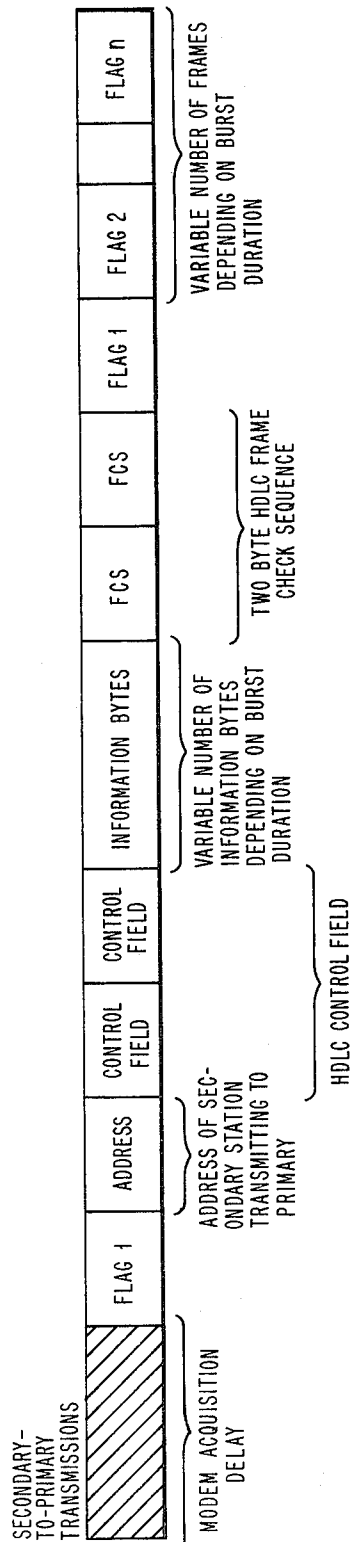 SECONDARY-
TO-PRIMARY
TRANSMISSIONS
FLAG 1
ADDRESS
CONTROL
FIELD
CONTROL
FIELD
INFORMATION BYTES
FCS
FCS
FLAG 1
FLAG 2
FLAG n
MODEM ACQUISITION
DELAY
ADDRESS OF SEC-
ONDARY STATION
TRANSMITTING TO
PRIMARY
HDLC CONTROL FIELD
VARIABLE NUMBER OF
INFORMATION BYTES
DEPENDING ON BURST
DURATION
TWO BYTE HDLC FRAME
CHECK SEQUENCE
VARIABLE NUMBER OF FRAMES
DEPENDING ON BURST
DURATION